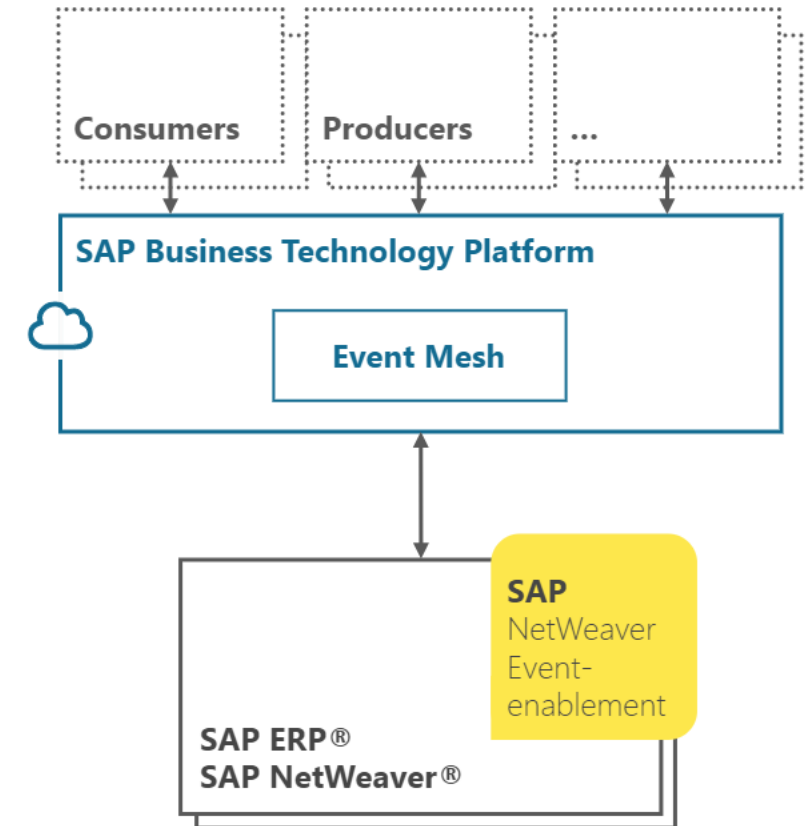 Consumers
Producers
...
SAP Business Technology Platform
Event Mesh
SAP
NetWeaver
Event-
enablement
SAP ERP®
SAP NetWeaver®